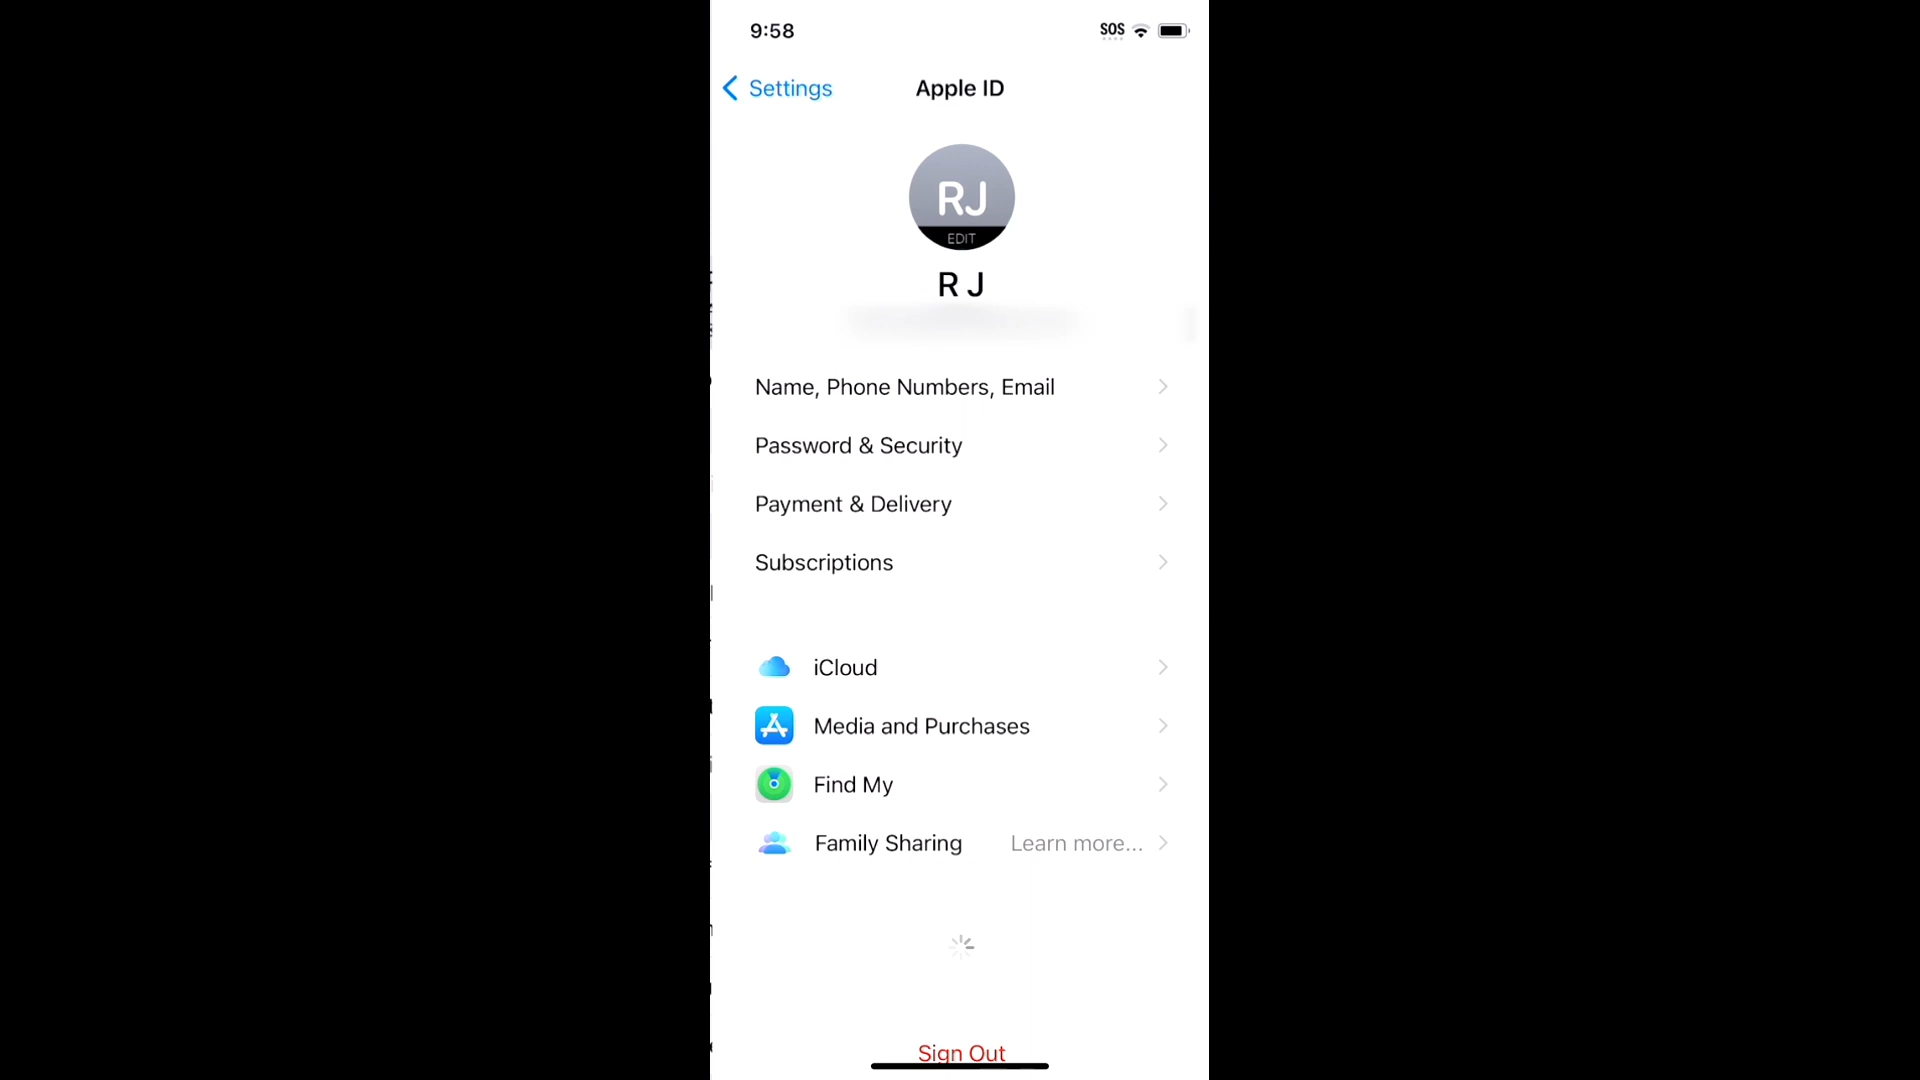 9:58
SOS
Settings
Apple ID
RJ
EDIT
R J
Name, Phone Numbers, Email
Password & Security
Payment & Delivery
Subscriptions
iCloud
Media and Purchases
Find My
Family Sharing Learn more...
Sign Out